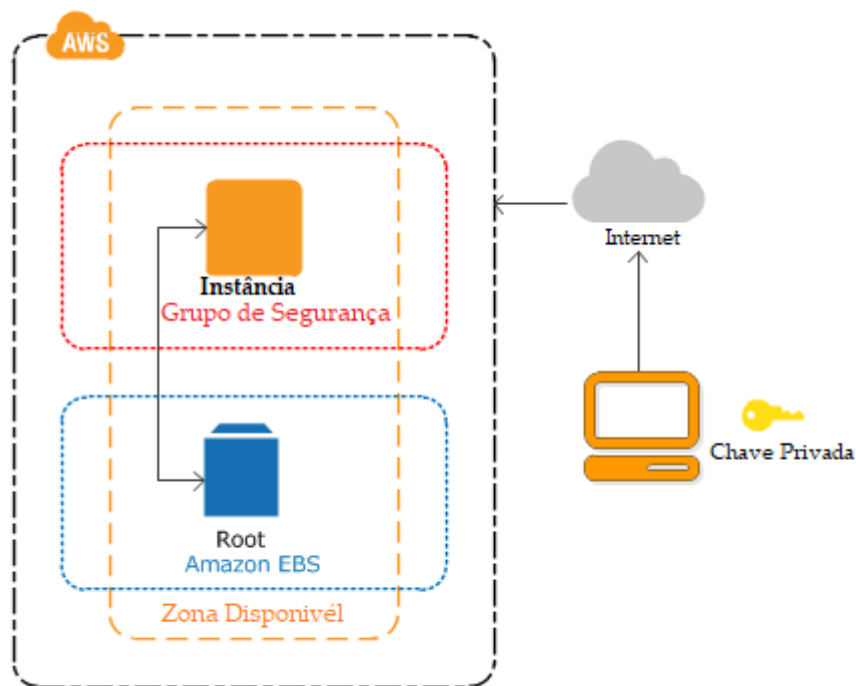 AWS
Instância
Grupo de Segurança
Root
Amazon EBS
Zona Disponivél
Internet
Chave Privada